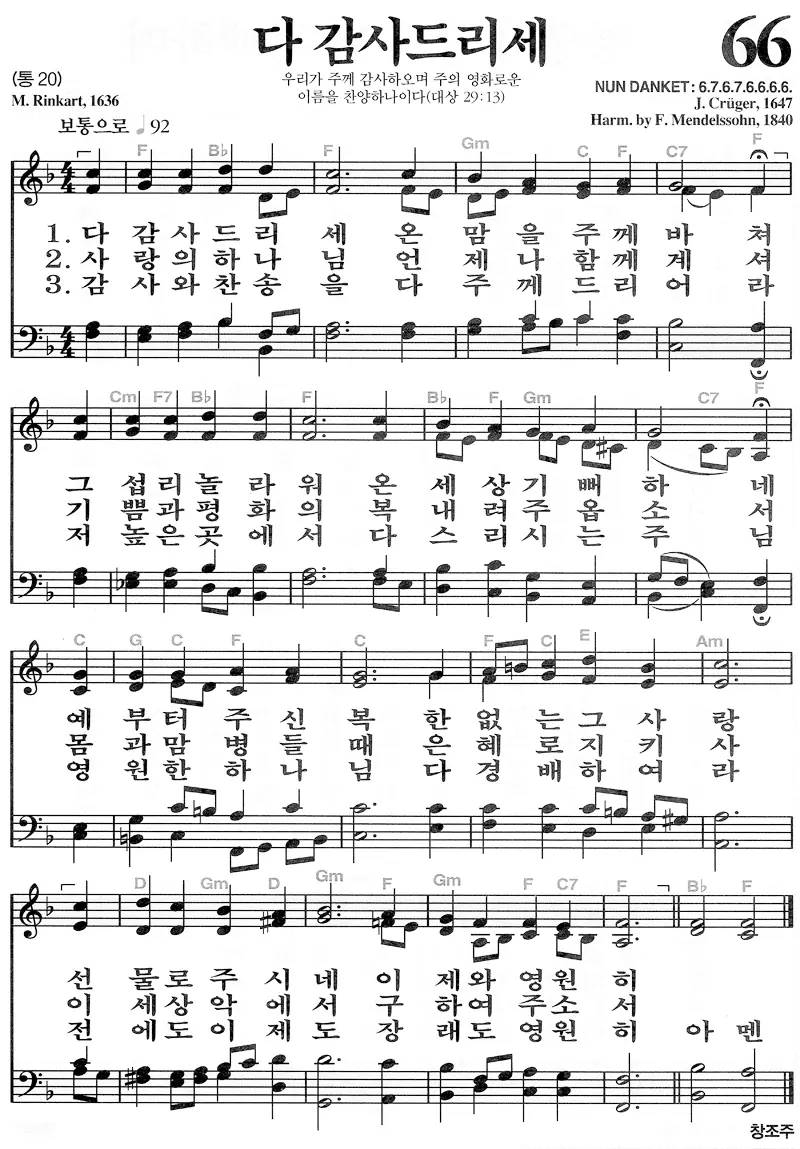 다 감사드리세
66
(통 20)
우리가 주께 감사하오며 주의 영화로운
이름을 찬양하나이다(대상 29:13)
NUN DANKET : 6.7.6.7.6.6.6.6.
M. Rinkart, 1636
J. Crüger, 1647
Harm. by F. Mendelssohn, 1840
보통으로 ♩ 92
F B♭ F Gm C F C7 F
1. 다 감 사 드 리 세 온 맘 을 주 께 바 쳐
2. 사 랑 의 하 나 님 언 제 나 함 께 계 셔
3. 감 사 와 찬 송 을 다 주 께 드 리 어 라
Cm F7 B♭ F B♭ F Gm C7 F
그 섭 리 놀 라 워 온 세 상 기 뻐 하 네
기 쁨 과 평 화 의 복 내 려 주 옵 소 서
저 높 은 곳 에 서 다 스 리 시 는 주 님
C G C F C F C E Am
예 부 터 주 신 복 한 없 는 그 사 랑
몸 과 맘 병 들 때 은 혜 로 지 키 사
영 원 한 하 나 님 다 경 배 하 여 라
D Gm D Gm F Gm F C7 F B♭ F
선 물 로 주 시 네 이 제 와 영 원 히
이 세 상 악 에 서 구 하 여 주 소 서
전 에 도 이 제 도 장 래 도 영 원 히 아 멘
창조주